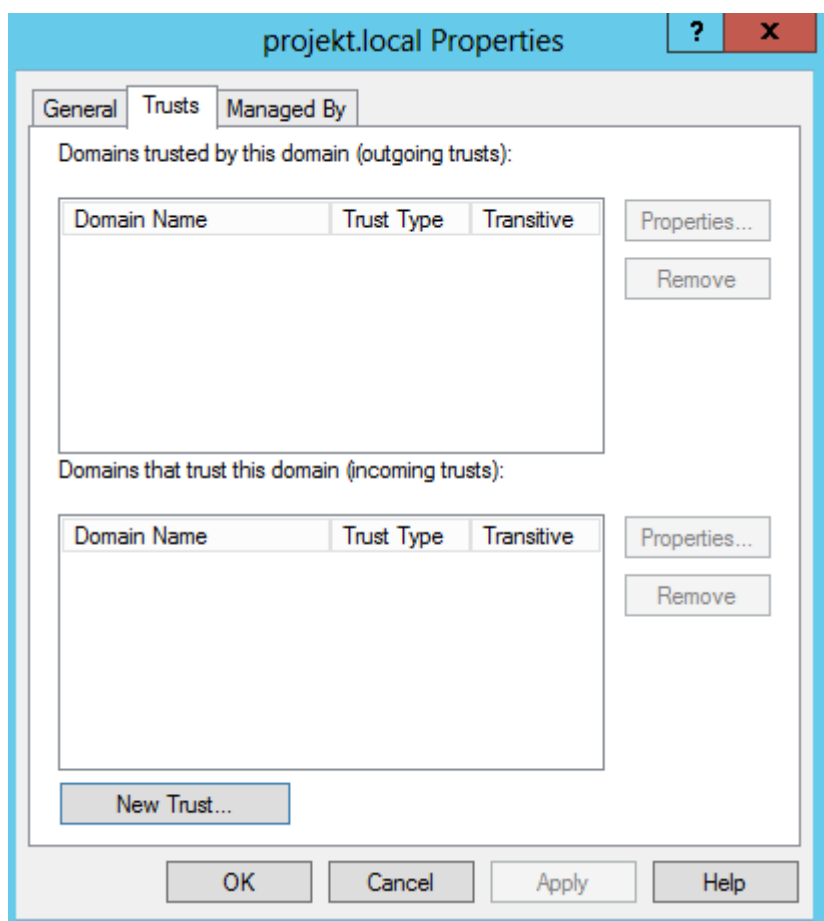 projekt.local Properties
? x
General Trusts Managed By
Domains trusted by this domain (outgoing trusts):
Domain Name Trust Type Transitive
Properties...
Remove
Domains that trust this domain (incoming trusts):
Domain Name Trust Type Transitive
Properties...
Remove
New Trust...
OK Cancel Apply Help